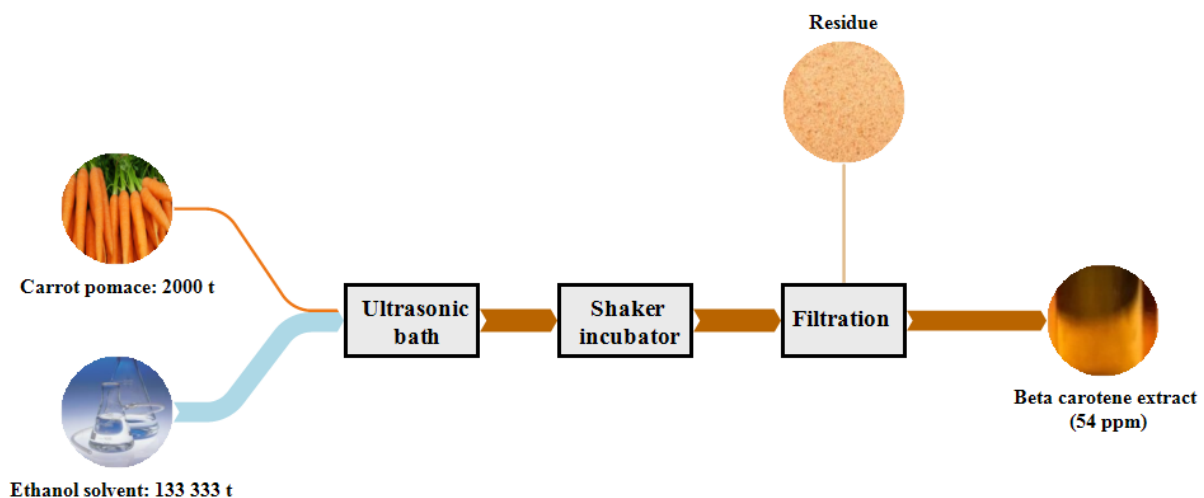 Residue
Carrot pomace: 2000 t
Ultrasonic
bath
Shaker
incubator
Filtration
Beta carotene extract
(54 ppm)
Ethanol solvent: 133 333 t